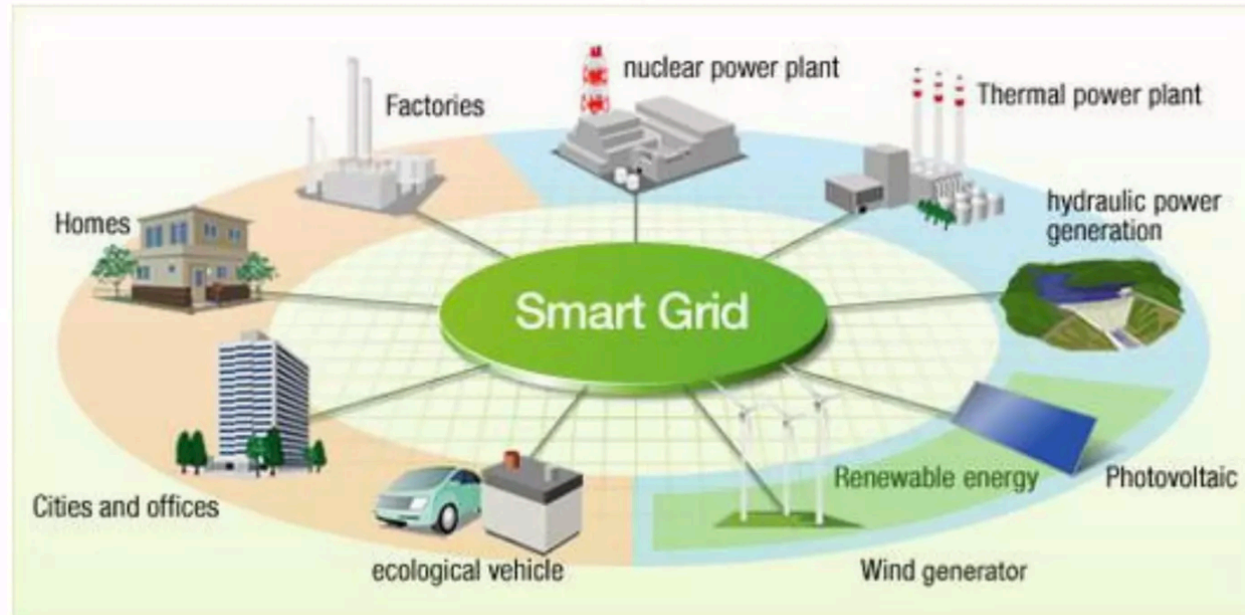 nuclear power plant
Factories
Thermal power plant
Homes
hydraulic power
generation
Smart Grid
Renewable energy
Photovoltaic
Cities and offices
ecological vehicle
Wind generator